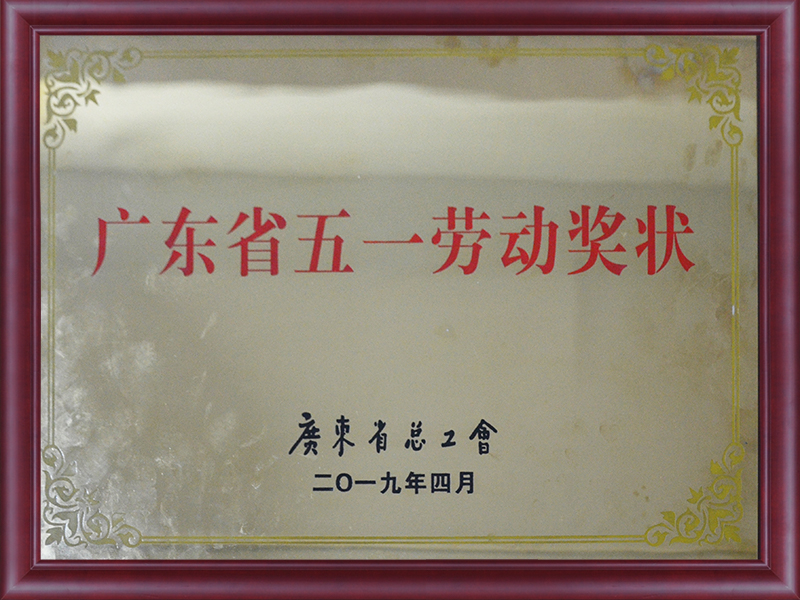 广东省五一劳动奖状
廣東省总工會
二〇一九年四月